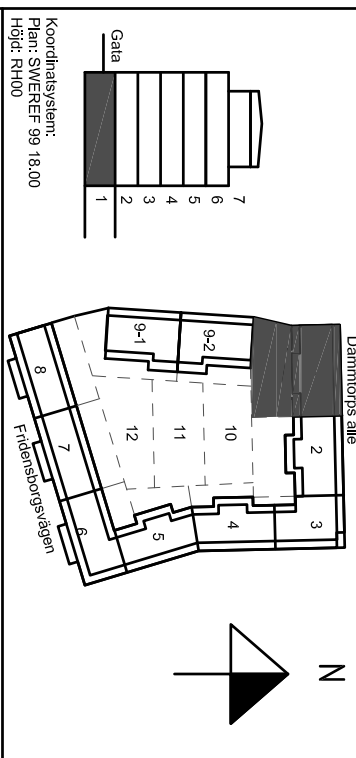 Gata
7
6
5
4
3
2
1
Koordinatsystem:
Plan: SWEREF 99 18.00
Höjd: RH00
Dammtorps alle
2
3
4
5
6
7
8
9-1
9-2
10
11
12
Fridensborgsvägen
N